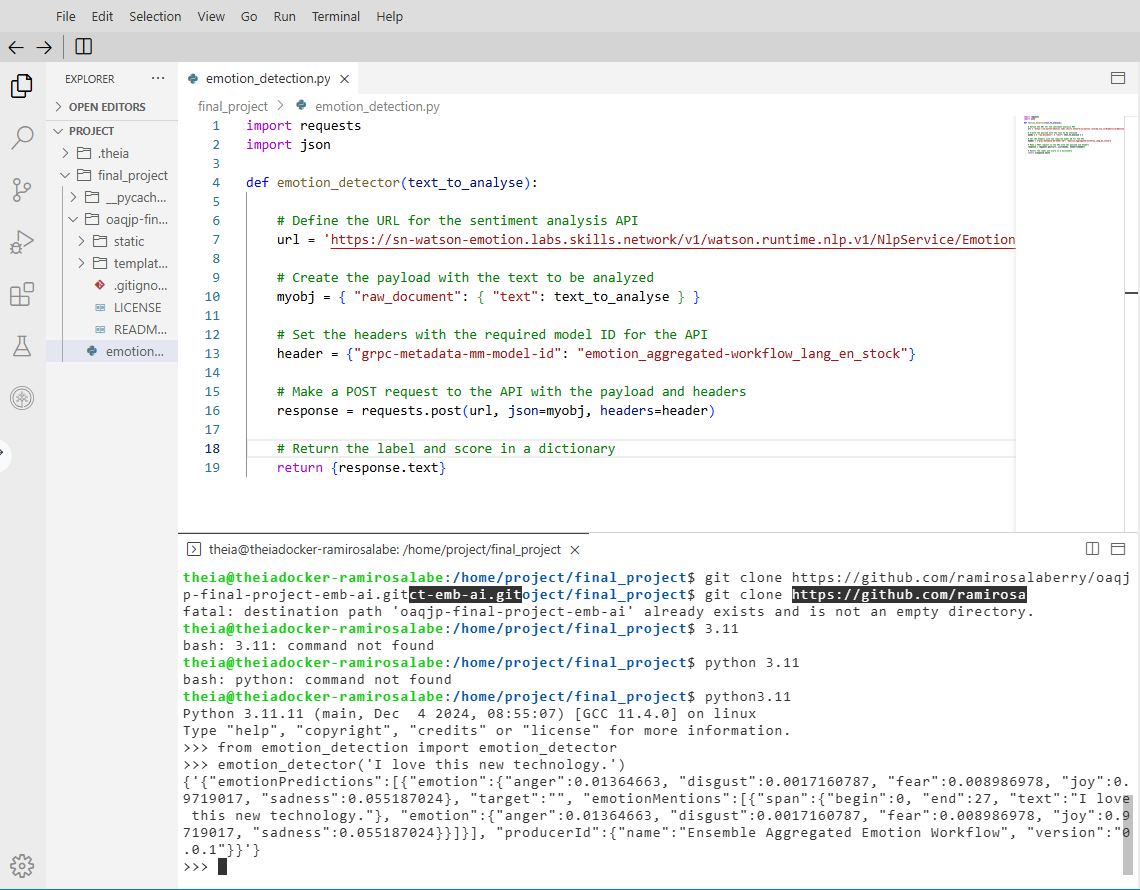 File Edit Selection View Go Run Terminal Help
EXPLORER ...
OPEN EDITORS
PROJECT
.theia
final_project
__pycach...
oaqjp-fin...
static
templat...
.gitigno...
LICENSE
READM...
emotion...
emotion_detection.py
final_project > emotion_detection.py
1 import requests
2 import json
3
4 def emotion_detector(text_to_analyse):
5
6 # Define the URL for the sentiment analysis API
7 url = 'https://sn-watson-emotion.labs.skills.network/v1/watson.runtime.nlp.v1/NlpService/Emotion
8
9 # Create the payload with the text to be analyzed
10 myobj = { "raw_document": { "text": text_to_analyse } }
11
12 # Set the headers with the required model ID for the API
13 header = {"grpc-metadata-mm-model-id": "emotion_aggregated-workflow_lang_en_stock"}
14
15 # Make a POST request to the API with the payload and headers
16 response = requests.post(url, json=myobj, headers=header)
17
18 # Return the label and score in a dictionary
19 return {response.text}
theia@theiadocker-ramirosalabe: /home/project/final_project
theia@theiadocker-ramirosalabe:/home/project/final_project$ git clone https://github.com/ramirosalaberry/oaqj
p-final-project-emb-ai.gitct-emb-ai.gitoject/final_project$ git clone https://github.com/ramirosa
fatal: destination path 'oaqjp-final-project-emb-ai' already exists and is not an empty directory.
theia@theiadocker-ramirosalabe:/home/project/final_project$ 3.11
bash: 3.11: command not found
theia@theiadocker-ramirosalabe:/home/project/final_project$ python 3.11
bash: python: command not found
theia@theiadocker-ramirosalabe:/home/project/final_project$ python3.11
Python 3.11.11 (main, Dec  4 2024, 08:55:07) [GCC 11.4.0] on linux
Type "help", "copyright", "credits" or "license" for more information.
>>> from emotion_detection import emotion_detector
>>> emotion_detector('I love this new technology.')
{'{"emotionPredictions":[{"emotion":{"anger":0.01364663, "disgust":0.0017160787, "fear":0.008986978, "joy":0.
9719017, "sadness":0.055187024}, "target":"", "emotionMentions":[{"span":{"begin":0, "end":27, "text":"I love
this new technology."}, "emotion":{"anger":0.01364663, "disgust":0.0017160787, "fear":0.008986978, "joy":0.9
719017, "sadness":0.055187024}}]}], "producerId":{"name":"Ensemble Aggregated Emotion Workflow", "version":"0
.0.1"}}'}
>>>